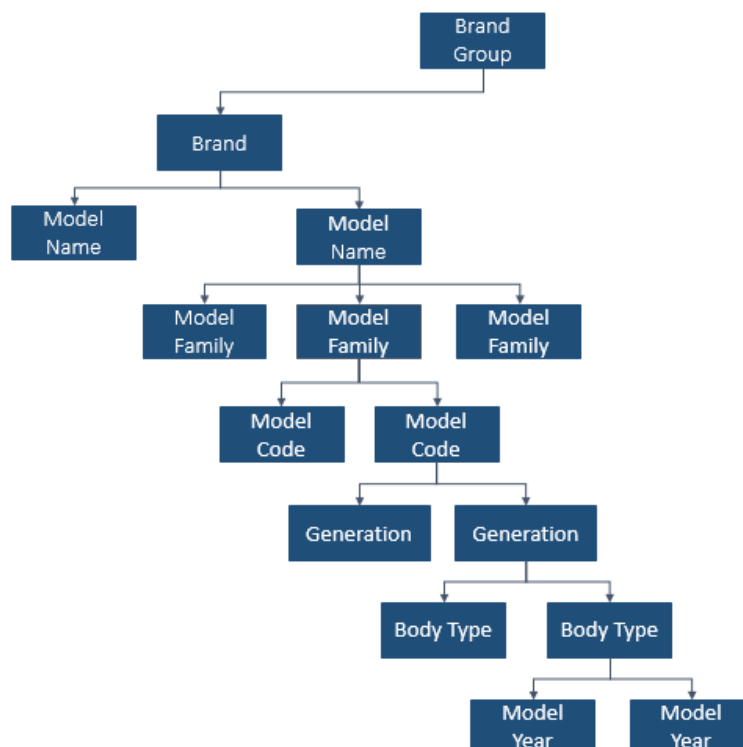 Brand
Group
Brand
Model
Name
Model
Name
Model
Family
Model
Family
Model
Family
Model
Code
Model
Code
Generation
Generation
Body Type
Body Type
Model
Year
Model
Year